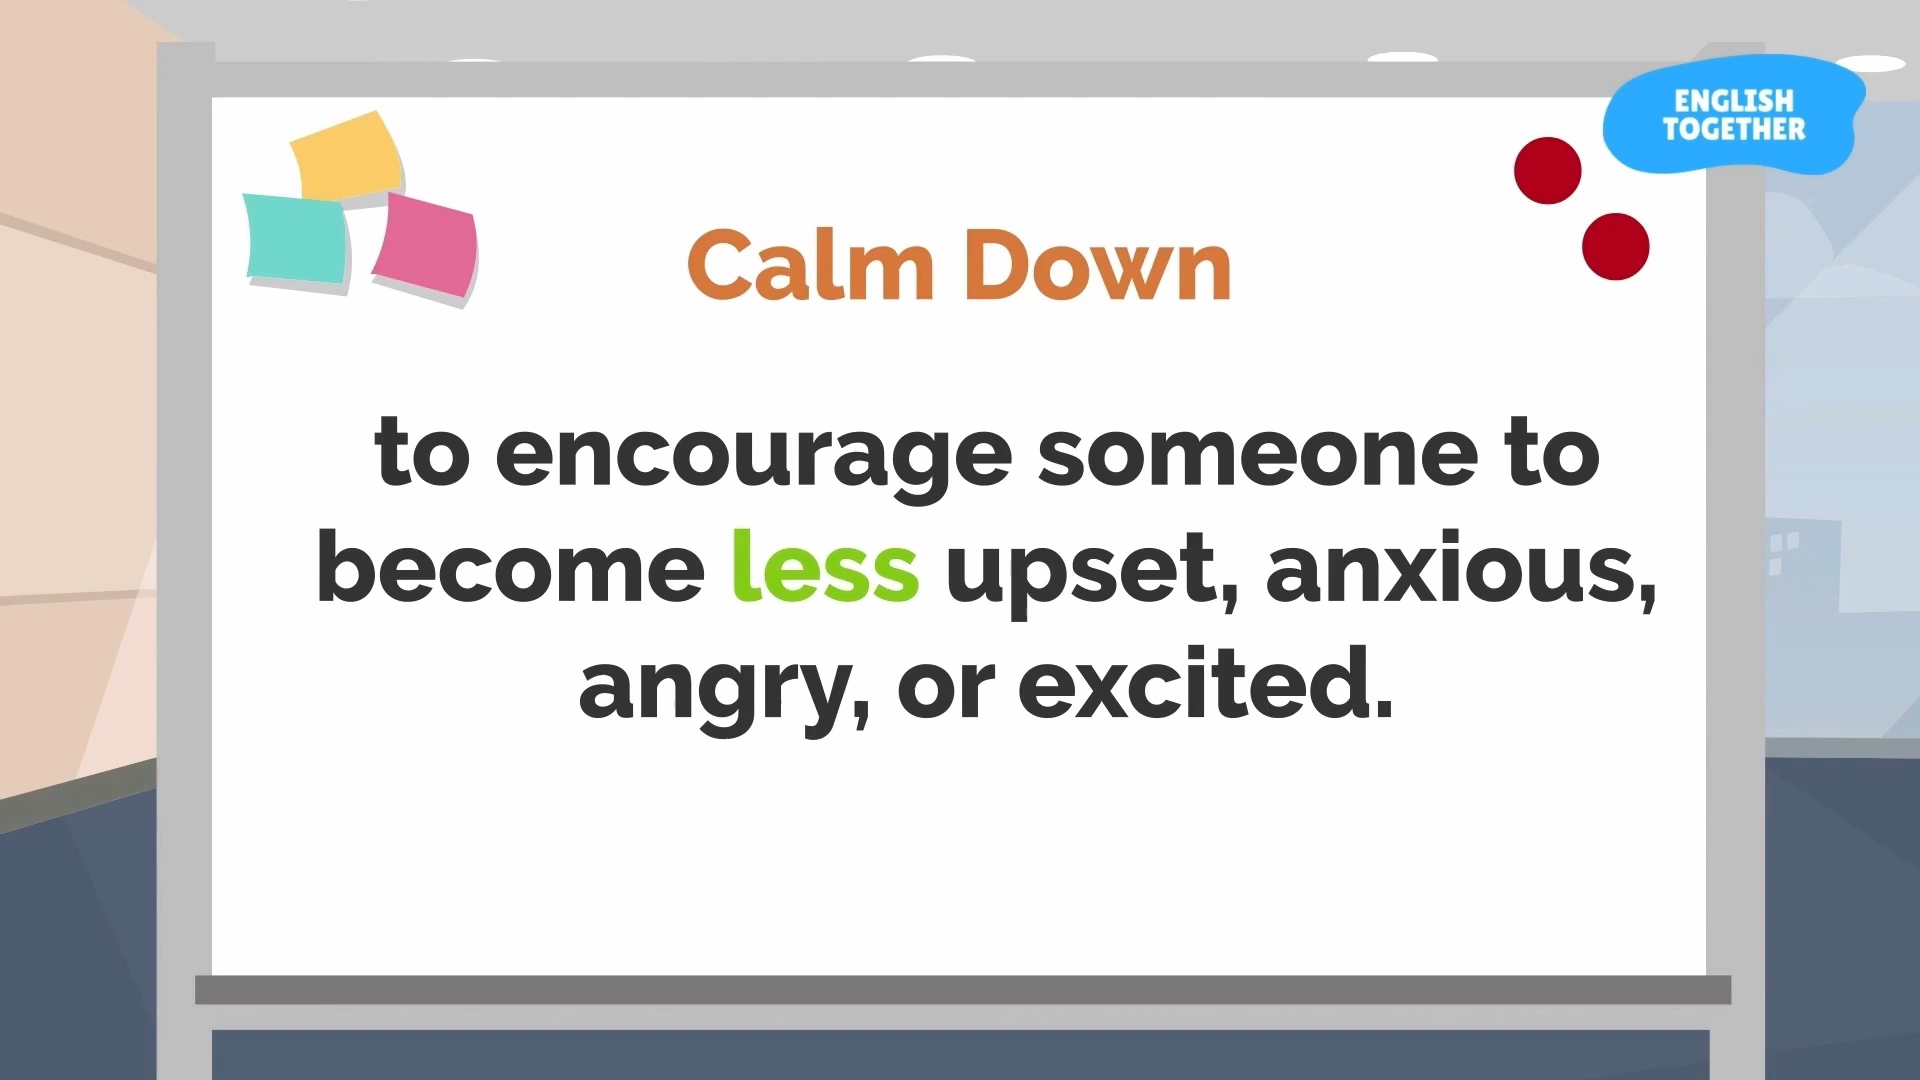 ENGLISH
TOGETHER
Calm Down
to encourage someone to
become less upset, anxious,
angry, or excited.